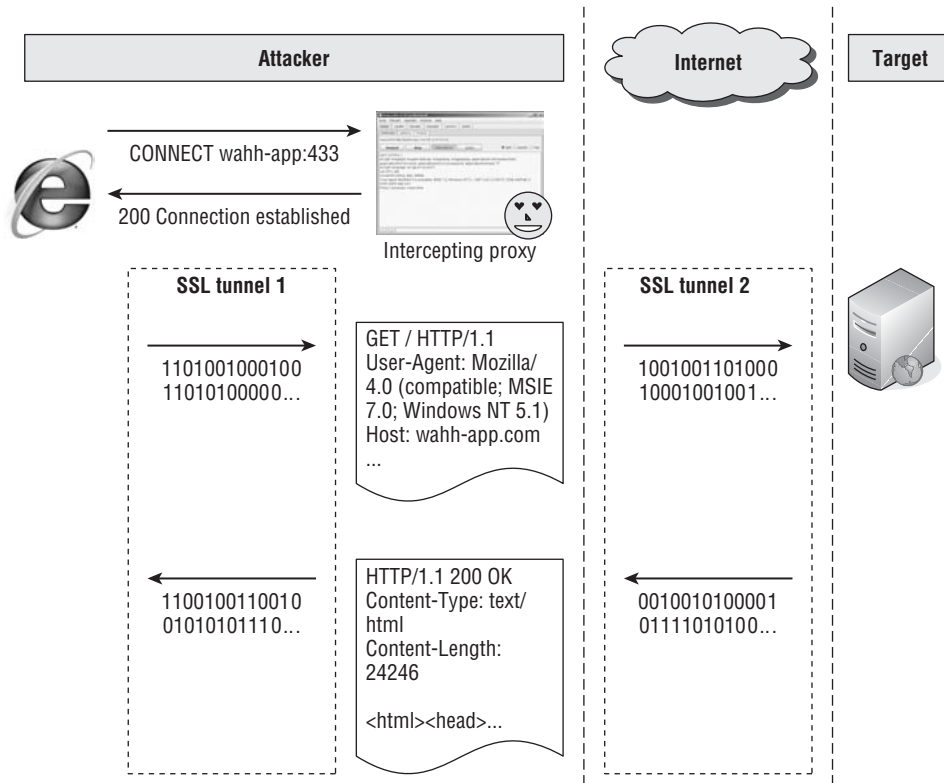 Attacker
Internet
Target
CONNECT wahh-app:433
200 Connection established
Intercepting proxy
SSL tunnel 1
SSL tunnel 2
1101001000100
11010100000...
GET / HTTP/1.1
User-Agent: Mozilla/
4.0 (compatible; MSIE
7.0; Windows NT 5.1)
Host: wahh-app.com
...
1001001101000
10001001001...
1100100110010
01010101110...
HTTP/1.1 200 OK
Content-Type: text/
html
Content-Length:
24246
<html><head>...
0010010100001
01111010100...